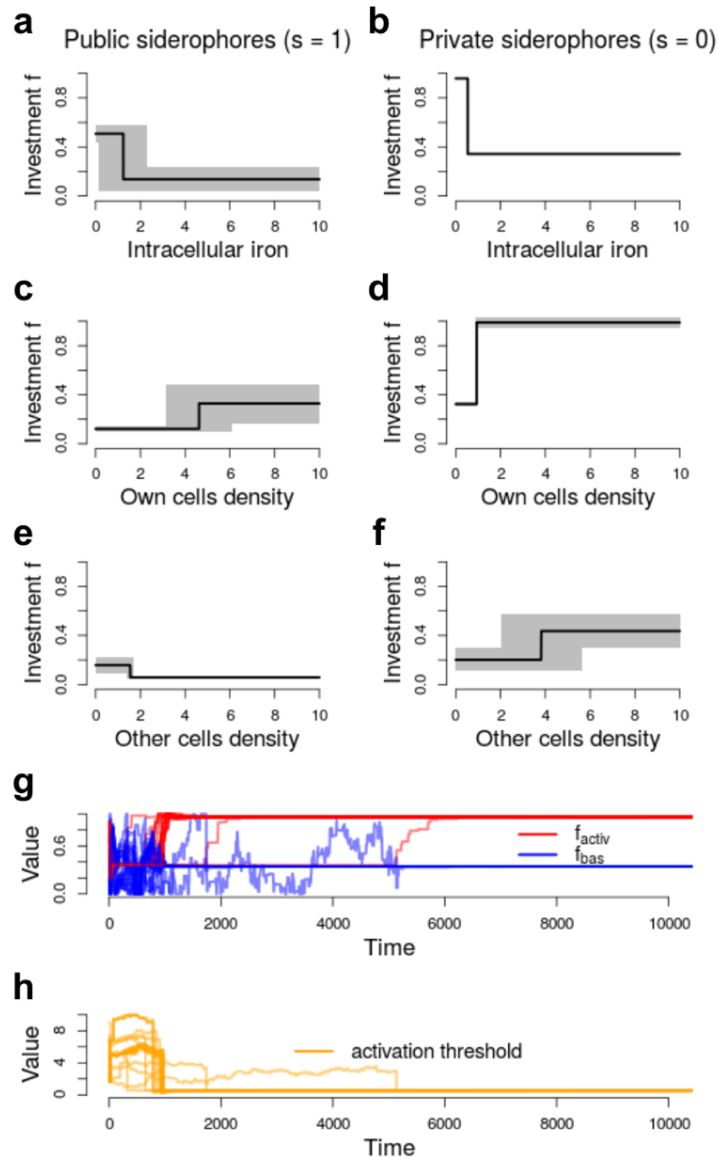 a
b
Public siderophores (s = 1)
Private siderophores (s = 0)
Investment f
0.0 0.4 0.8
0 2 4 6 8 10
Intracellular iron
Investment f
0.0 0.4 0.8
0 2 4 6 8 10
Intracellular iron
c
d
Investment f
0.0 0.4 0.8
0 2 4 6 8 10
Own cells density
Investment f
0.0 0.4 0.8
0 2 4 6 8 10
Own cells density
e
f
Investment f
0.0 0.4 0.8
0 2 4 6 8 10
Other cells density
Investment f
0.0 0.4 0.8
0 2 4 6 8 10
Other cells density
g
Value
0.0 0.6
f_activ
f_bas
0 2000 4000 6000 8000 10000
Time
h
Value
0 4 8
activation threshold
0 2000 4000 6000 8000 10000
Time